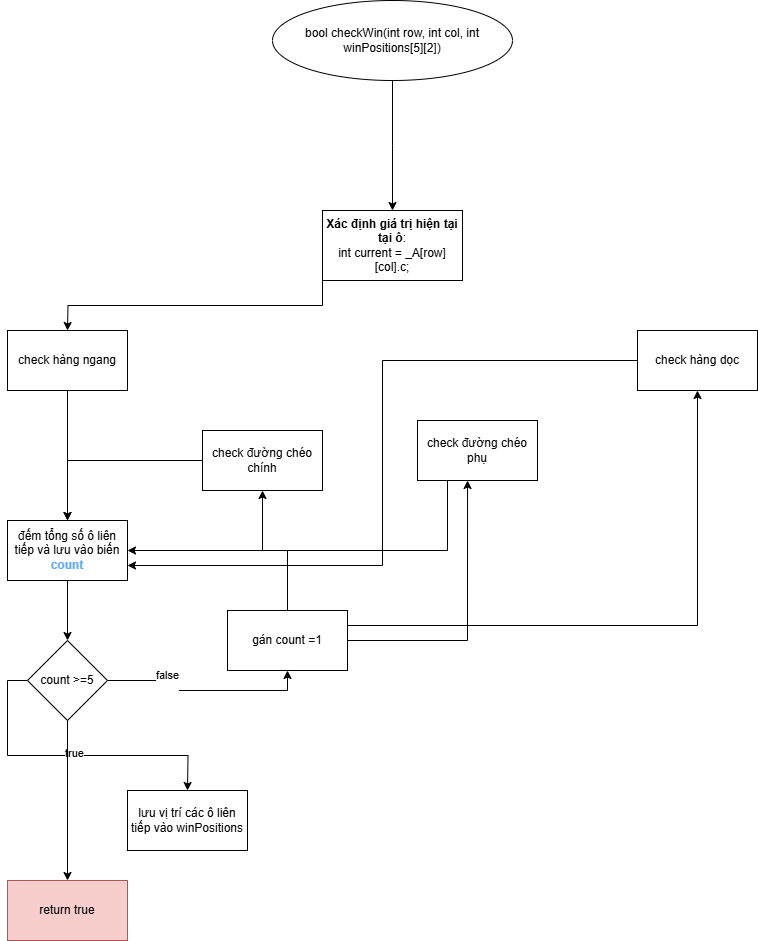 bool checkWin(int row, int col, int
winPositions[5][2])
Xác định giá trị hiện tại
tại ô:
int current = _A[row]
[col].c;
check hàng ngang
check hàng dọc
check đường chéo
chính
check đường chéo
phụ
đếm tổng số ô liên
tiếp và lưu vào biến
count
gán count =1
count >=5
false
true
lưu vị trí các ô liên
tiếp vào winPositions
return true